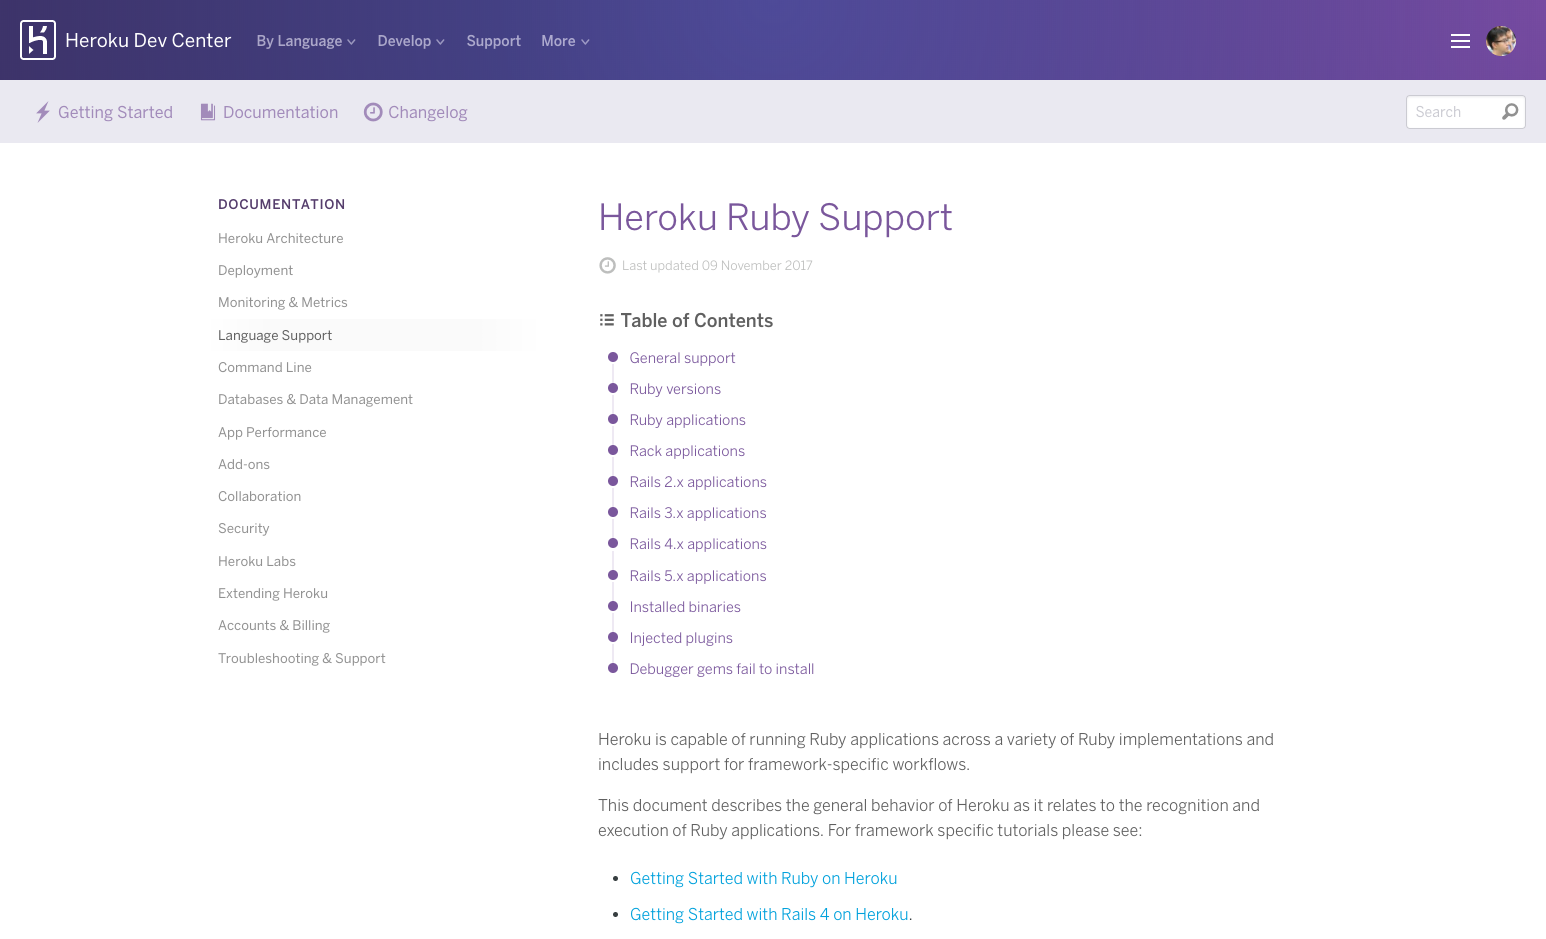 Heroku Dev Center
By Language
Develop
Support
More
Getting Started
Documentation
Changelog
Search
DOCUMENTATION
Heroku Architecture
Deployment
Monitoring & Metrics
Language Support
Command Line
Databases & Data Management
App Performance
Add-ons
Collaboration
Security
Heroku Labs
Extending Heroku
Accounts & Billing
Troubleshooting & Support
Heroku Ruby Support
Last updated 09 November 2017
Table of Contents
General support
Ruby versions
Ruby applications
Rack applications
Rails 2.x applications
Rails 3.x applications
Rails 4.x applications
Rails 5.x applications
Installed binaries
Injected plugins
Debugger gems fail to install
Heroku is capable of running Ruby applications across a variety of Ruby implementations and
includes support for framework-specific workflows.
This document describes the general behavior of Heroku as it relates to the recognition and
execution of Ruby applications. For framework specific tutorials please see:
Getting Started with Ruby on Heroku
Getting Started with Rails 4 on Heroku.